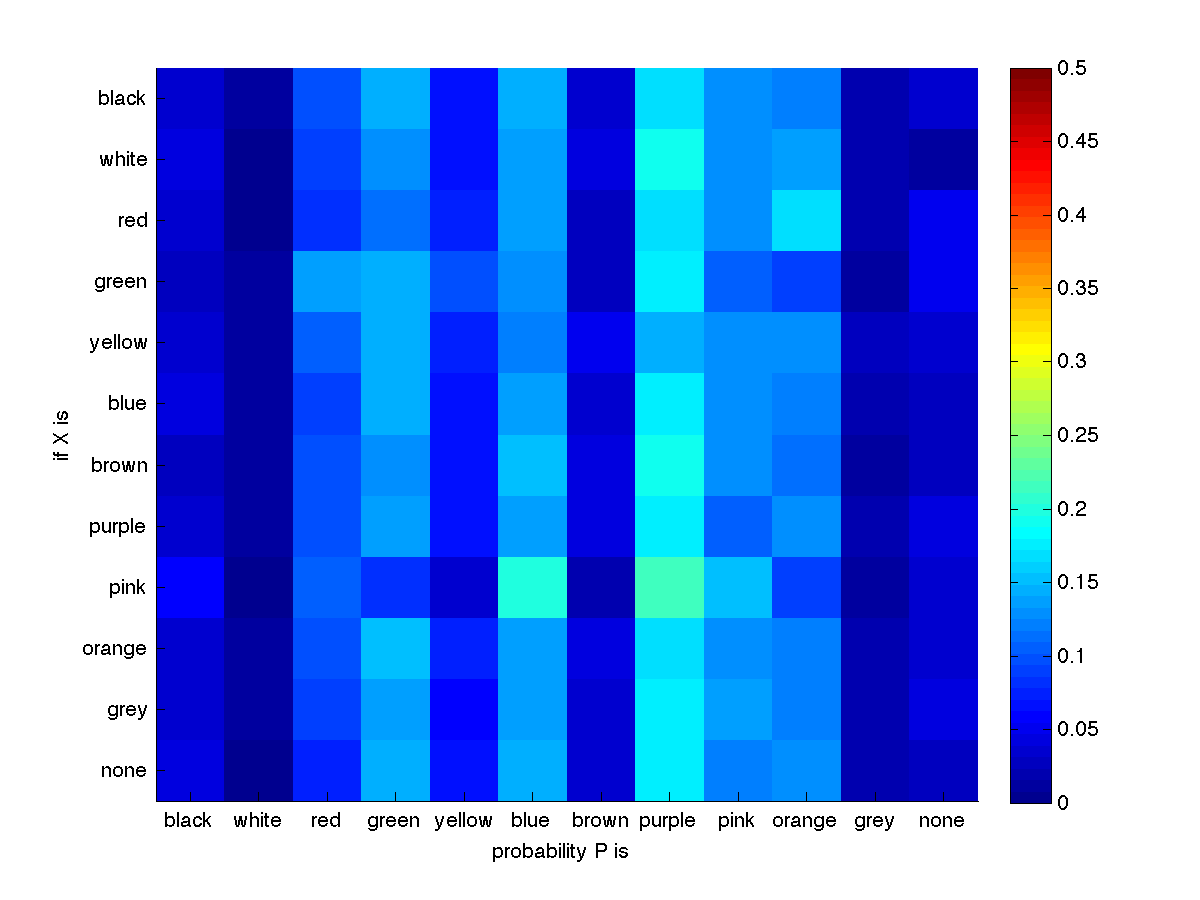 black
white
red
green
yellow
blue
brown
purple
pink
orange
grey
none
if X is
black white red green yellow blue brown purple pink orange grey none
probability P is
0.5
0.45
0.4
0.35
0.3
0.25
0.2
0.15
0.1
0.05
0